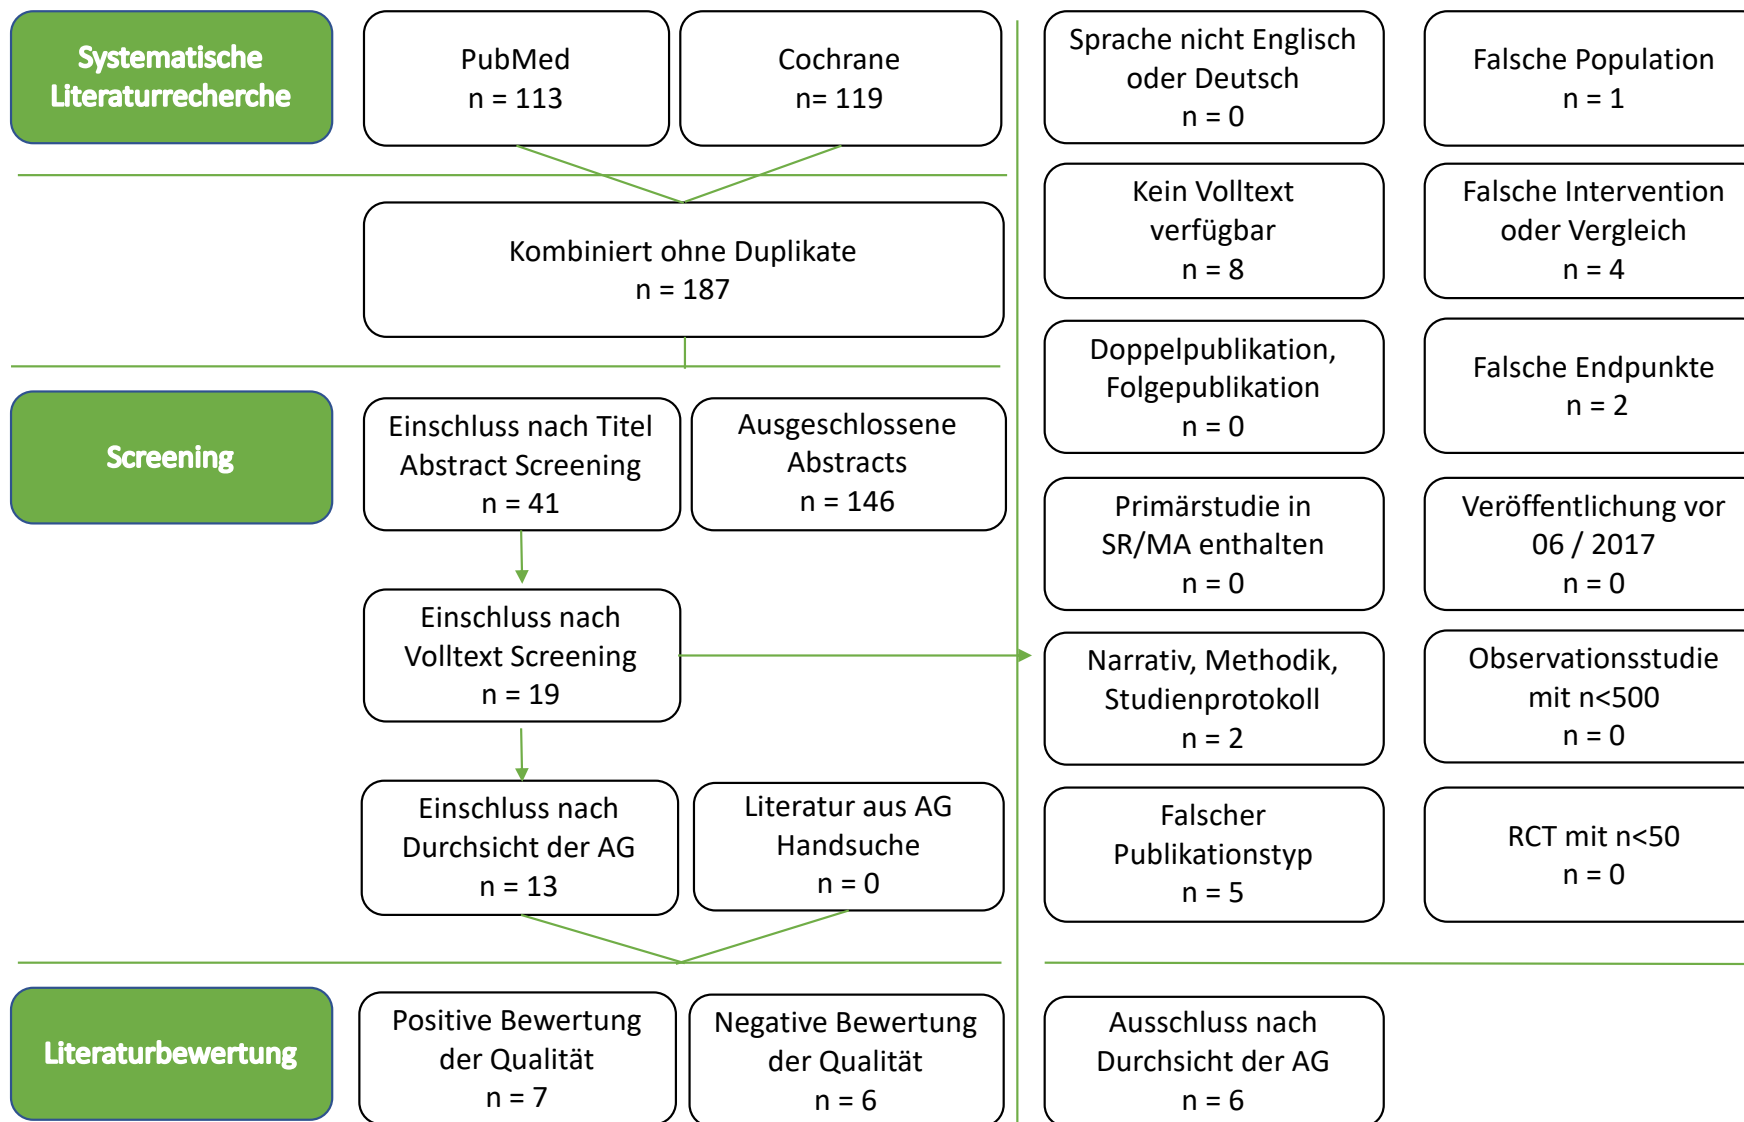 Systematische
Literaturrecherche
PubMed
n = 113
Cochrane
n= 119
Kombiniert ohne Duplikate
n = 187
Screening
Einschluss nach Titel
Abstract Screening
n = 41
Ausgeschlossene
Abstracts
n = 146
Einschluss nach
Volltext Screening
n = 19
Einschluss nach
Durchsicht der AG
n = 13
Literatur aus AG
Handsuche
n = 0
Literaturbewertung
Positive Bewertung
der Qualität
n = 7
Negative Bewertung
der Qualität
n = 6
Sprache nicht Englisch
oder Deutsch
n = 0
Falsche Population
n = 1
Kein Volltext
verfügbar
n = 8
Falsche Intervention
oder Vergleich
n = 4
Doppelpublikation,
Folgepublikation
n = 0
Falsche Endpunkte
n = 2
Primärstudie in
SR/MA enthalten
n = 0
Veröffentlichung vor
06 / 2017
n = 0
Narrativ, Methodik,
Studienprotokoll
n = 2
Observationsstudie
mit n<500
n = 0
Falscher
Publikationstyp
n = 5
RCT mit n<50
n = 0
Ausschluss nach
Durchsicht der AG
n = 6